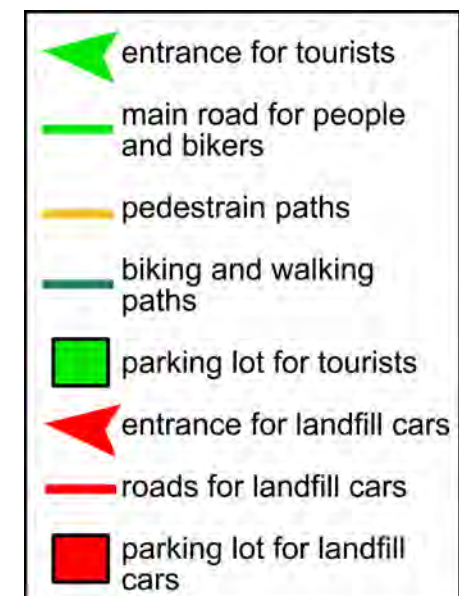 entrance for tourists
main road for people
and bikers
pedestrain paths
biking and walking
paths
parking lot for tourists
entrance for landfill cars
roads for landfill cars
parking lot for landfill
cars